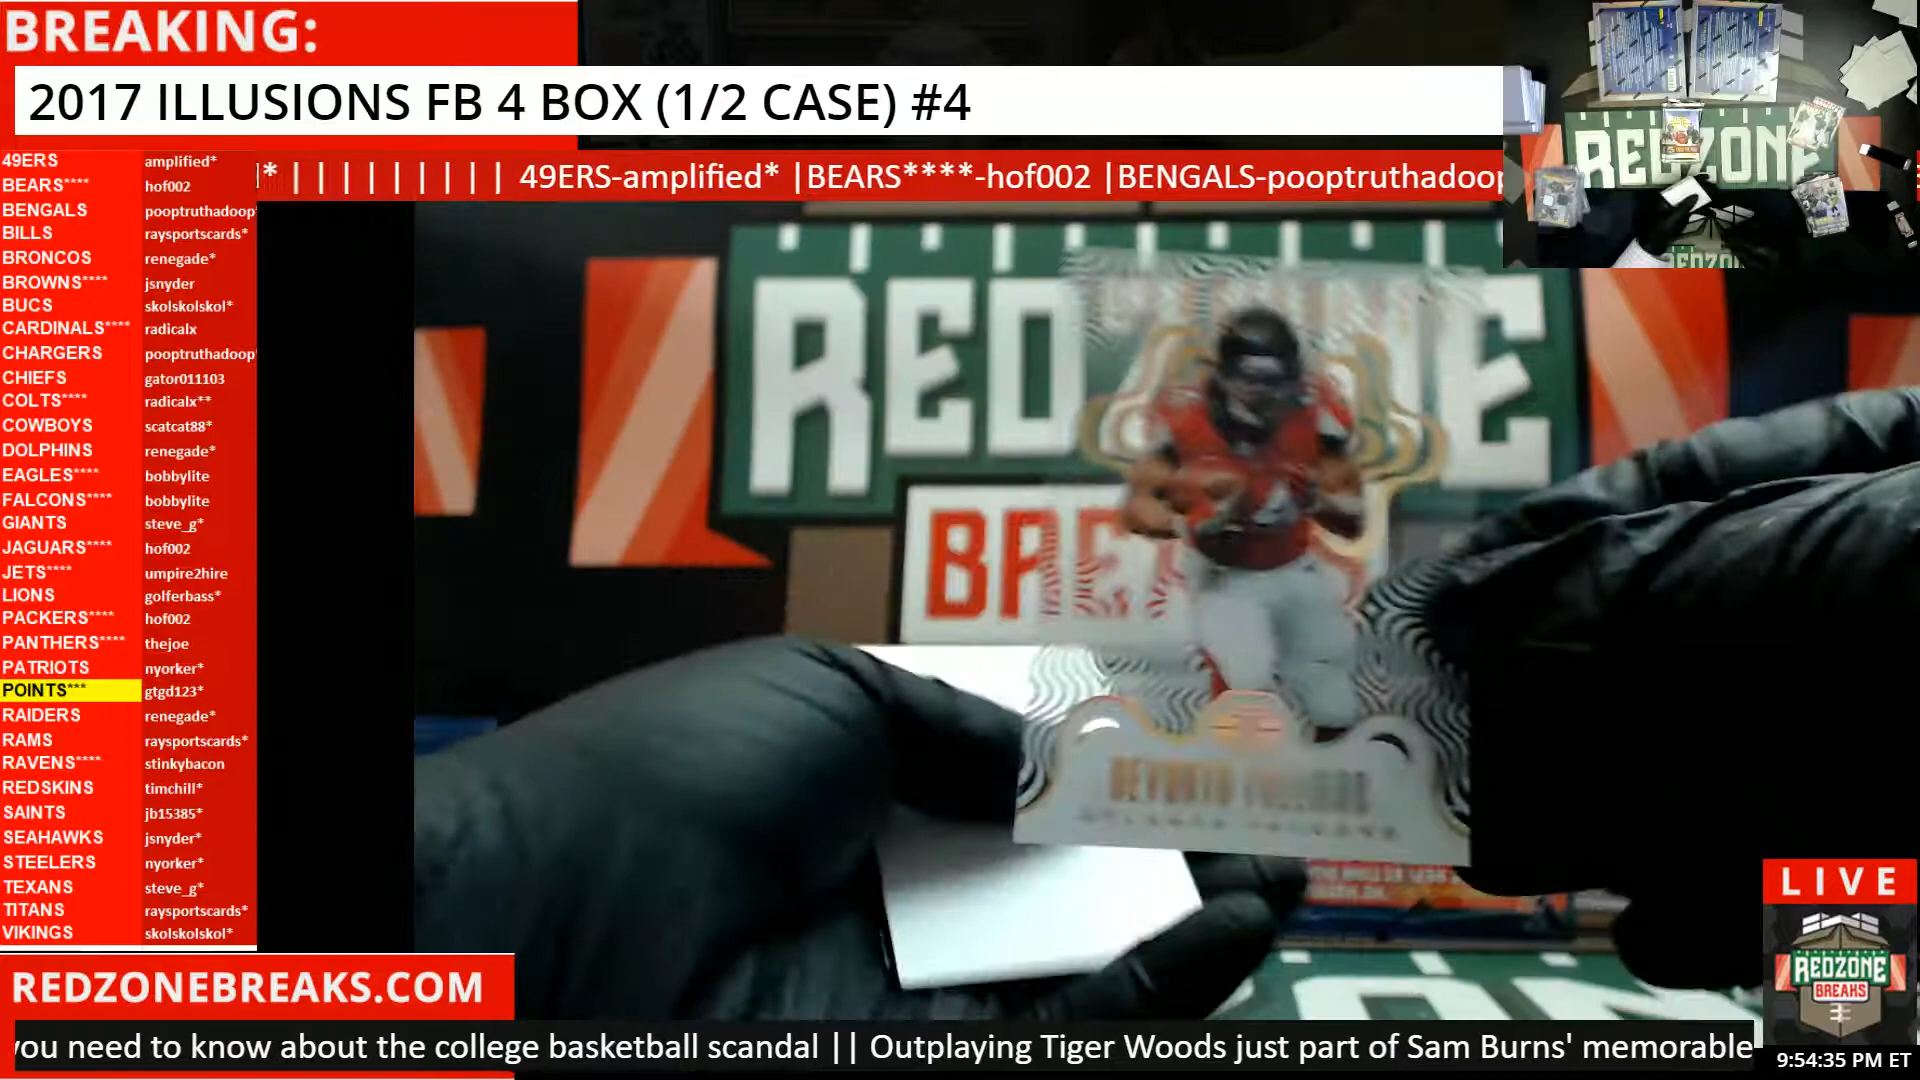 BREAKING:
2017 ILLUSIONS FB 4 BOX (1/2 CASE) #4
* | | | | | | | | | 49ERS-amplified* |BEARS****-hof002 |BENGALS-pooptruthadoop
49ERS amplified*
BEARS**** hof002
BENGALS pooptruthadoop
BILLS raysportscards*
BRONCOS renegade*
BROWNS**** jsnyder
BUCS skolskolskol*
CARDINALS**** radicalx
CHARGERS pooptruthadoop
CHIEFS gator011103
COLTS**** radicalx**
COWBOYS scatcat88*
DOLPHINS renegade*
EAGLES**** bobbylite
FALCONS**** bobbylite
GIANTS steve_g*
JAGUARS**** hof002
JETS**** umpire2hire
LIONS golferbass*
PACKERS**** hof002
PANTHERS**** thejoe
PATRIOTS nyorker*
POINTS*** gtgd123*
RAIDERS renegade*
RAMS raysportscards*
RAVENS**** stinkybacon
REDSKINS timchill*
SAINTS jb15385*
SEAHAWKS jsnyder*
STEELERS nyorker*
TEXANS steve_g*
TITANS raysportscards*
VIKINGS skolskolskol*
REDZONE
RED
LIVE
REDZONE
BREAKS
REDZONEBREAKS.COM
you need to know about the college basketball scandal || Outplaying Tiger Woods just part of Sam Burns' memorable
9:54:35 PM ET